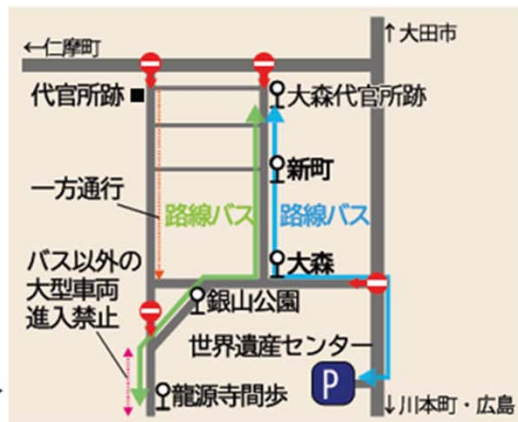 ←仁摩町
↑大田市
代官所跡
大森代官所跡
新町
一方通行
路線バス
路線バス
バス以外の
大型車両
進入禁止
大森
銀山公園
世界遺産センター
P
龍源寺間歩
↓川本町・広島